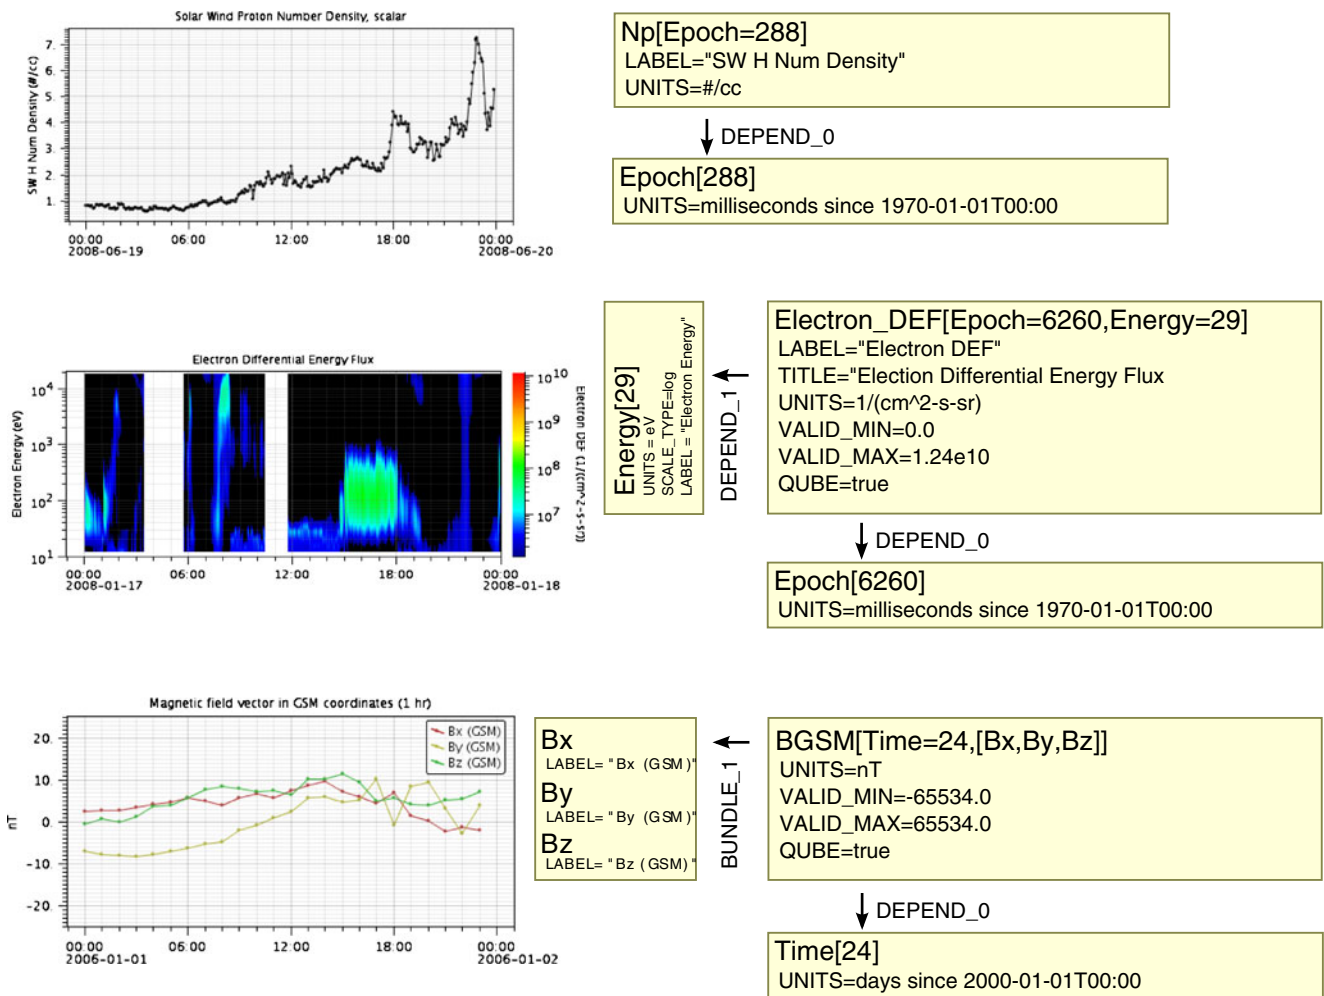 Solar Wind Proton Number Density, scalar
SW H Num Density (#/cc)
7.
6.
5.
4.
3.
2.
1.
00:00 06:00 12:00 18:00 00:00
2008-06-19 2008-06-20
Np[Epoch=288]
LABEL="SW H Num Density"
UNITS=#/cc
DEPEND_0
Epoch[288]
UNITS=milliseconds since 1970-01-01T00:00
Electron Differential Energy Flux
Electron Energy (eV)
10^4
10^3
10^2
10^1
00:00 06:00 12:00 18:00 00:00
2008-01-17 2008-01-18
10^10
10^9
10^8
10^7
Electron DEF (1/(cm^2-s-sr))
Energy[29]
UNITS = eV
SCALE_TYPE=log
LABEL = "Electron Energy"
DEPEND_1
Electron_DEF[Epoch=6260,Energy=29]
LABEL="Electron DEF"
TITLE="Election Differential Energy Flux
UNITS=1/(cm^2-s-sr)
VALID_MIN=0.0
VALID_MAX=1.24e10
QUBE=true
DEPEND_0
Epoch[6260]
UNITS=milliseconds since 1970-01-01T00:00
Magnetic field vector in GSM coordinates (1 hr)
nT
20.
10.
0.
-10.
-20.
Bx (GSM)
By (GSM)
Bz (GSM)
00:00 06:00 12:00 18:00 00:00
2006-01-01 2006-01-02
Bx
LABEL= "Bx (GSM)"
By
LABEL= "By (GSM)"
Bz
LABEL= "Bz (GSM)"
BUNDLE_1
BGSM[Time=24,[Bx,By,Bz]]
UNITS=nT
VALID_MIN=-65534.0
VALID_MAX=65534.0
QUBE=true
DEPEND_0
Time[24]
UNITS=days since 2000-01-01T00:00